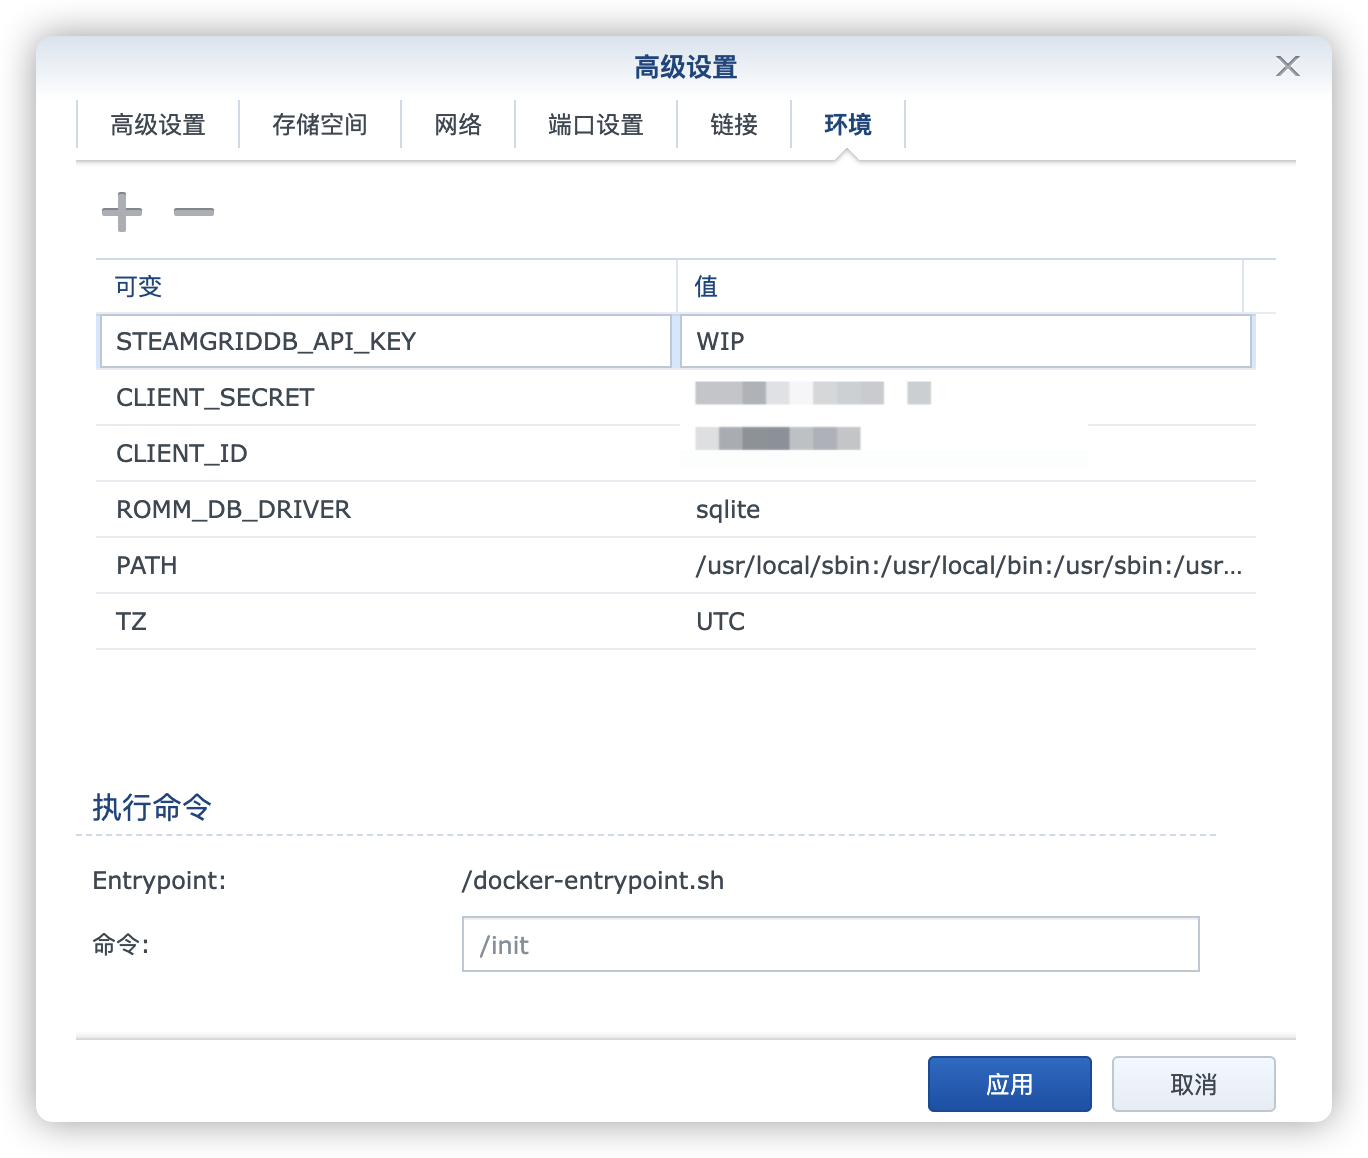 高级设置
高级设置 存储空间 网络 端口设置 链接 环境
可变 值
STEAMGRIDDB_API_KEY WIP
CLIENT_SECRET
CLIENT_ID
ROMM_DB_DRIVER sqlite
PATH /usr/local/sbin:/usr/local/bin:/usr/sbin:/usr...
TZ UTC
执行命令
Entrypoint: /docker-entrypoint.sh
命令: /init
应用 取消